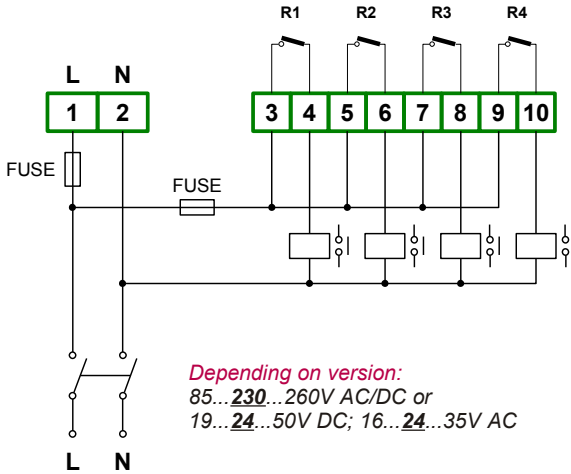 R1 R2 R3 R4
L N
1 2 3 4 5 6 7 8 9 10
FUSE
FUSE
Depending on version:
85...230...260V AC/DC or
19...24...50V DC; 16...24...35V AC
L N